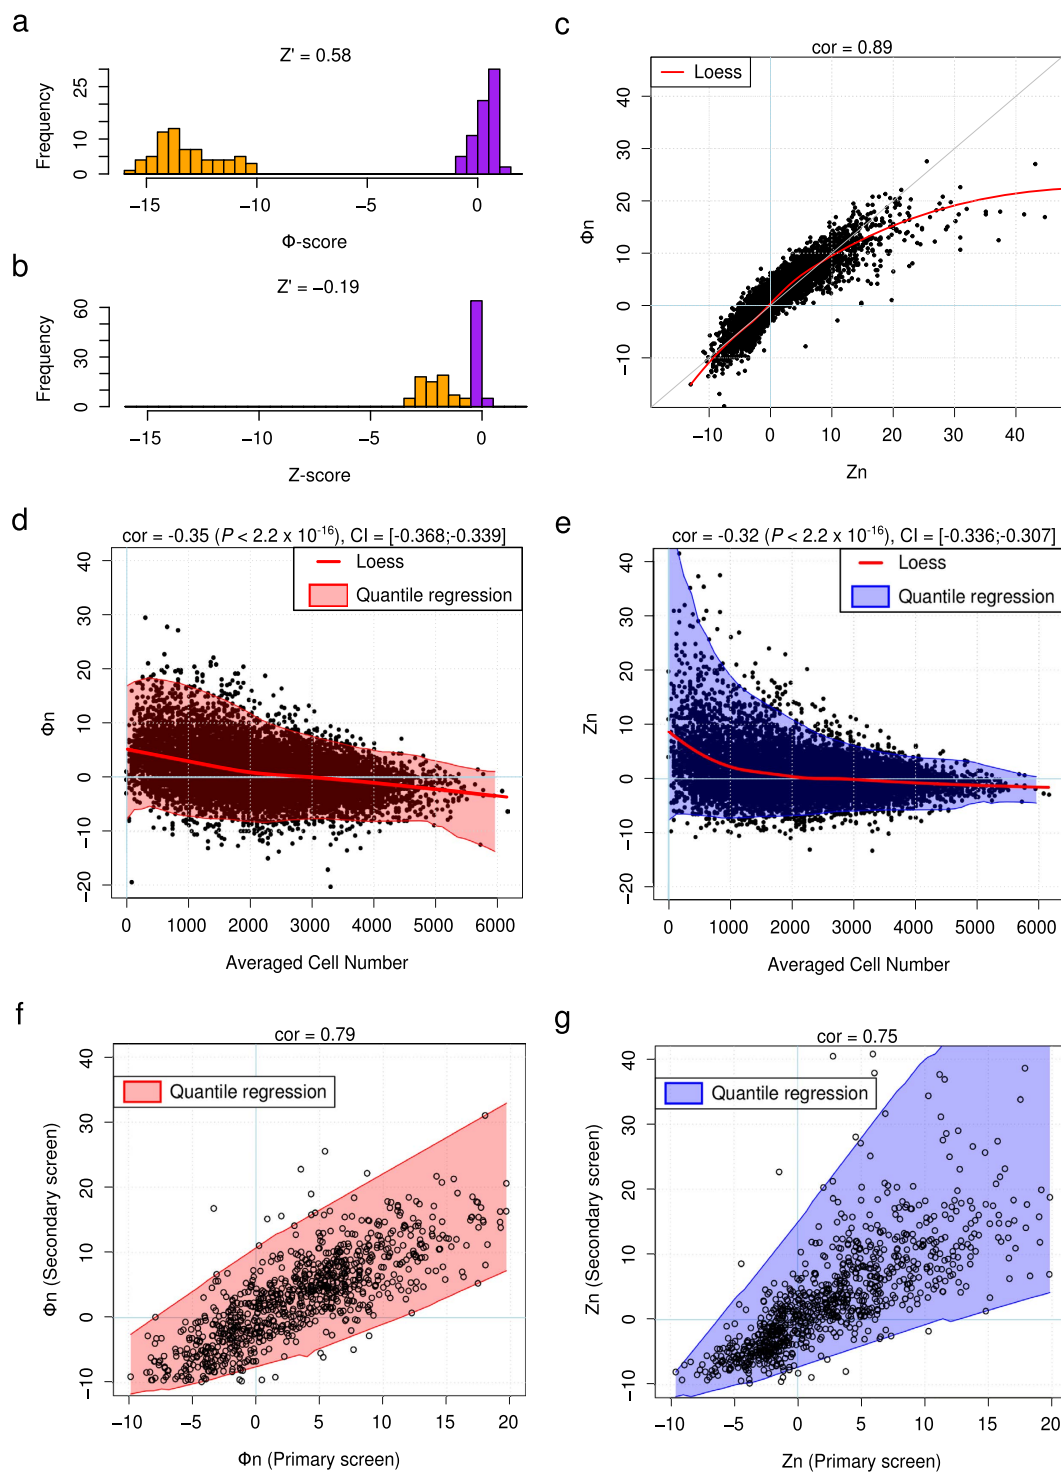 a
Z' = 0.58
Frequency
0
10
25
−15
−10
−5
0
Φ-score
b
Z' = −0.19
Frequency
0
30
60
−15
−10
−5
0
Z-score
c
cor = 0.89
Loess
Φn
−10
0
10
20
30
40
−10
0
10
20
30
40
Zn
d
cor = -0.35 (P < 2.2 x 10⁻¹⁶), CI = [-0.368;-0.339]
Loess
Quantile regression
Φn
−20
−10
0
10
20
30
40
0
1000
2000
3000
4000
5000
6000
Averaged Cell Number
e
cor = -0.32 (P < 2.2 x 10⁻¹⁶), CI = [-0.336;-0.307]
Loess
Quantile regression
Zn
−20
−10
0
10
20
30
40
0
1000
2000
3000
4000
5000
6000
Averaged Cell Number
f
cor = 0.79
Quantile regression
Φn (Secondary screen)
−10
0
10
20
30
40
−10
−5
0
5
10
15
20
Φn (Primary screen)
g
cor = 0.75
Quantile regression
Zn (Secondary screen)
−10
0
10
20
30
40
−10
−5
0
5
10
15
20
Zn (Primary screen)